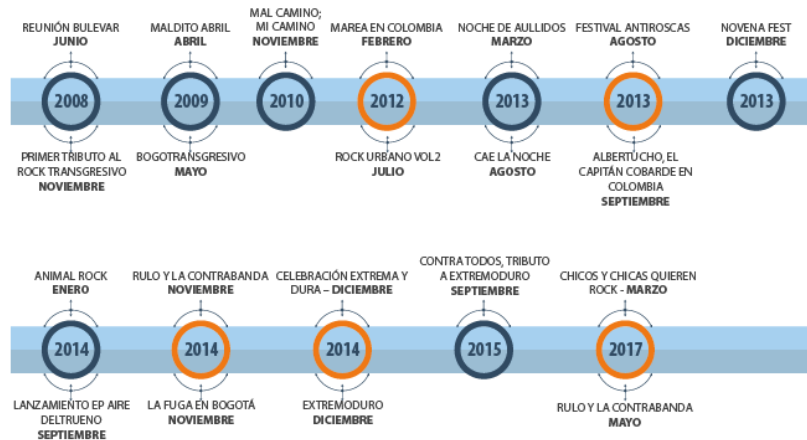 REUNIÓN BULEVAR
JUNIO
2008
PRIMER TRIBUTO AL
ROCK TRANSGRESIVO
NOVIEMBRE
MALDITO ABRIL
ABRIL
2009
BOGOTRANSGRESIVO
MAYO
MAL CAMINO;
MI CAMINO
NOVIEMBRE
2010
MAREA EN COLOMBIA
FEBRERO
2012
ROCK URBANO VOL2
JULIO
NOCHE DE AULLIDOS
MARZO
2013
CAE LA NOCHE
AGOSTO
FESTIVAL ANTIROSCAS
AGOSTO
2013
ALBERTUCHO, EL
CAPITÁN COBARDE EN
COLOMBIA
SEPTIEMBRE
NOVENA FEST
DICIEMBRE
2013
ANIMAL ROCK
ENERO
2014
LANZAMIENTO EP AIRE
DELTRUENO
SEPTIEMBRE
RULO Y LA CONTRABANDA
NOVIEMBRE
2014
LA FUGA EN BOGOTÁ
NOVIEMBRE
CELEBRACIÓN EXTREMA Y
DURA – DICIEMBRE
2014
EXTREMODURO
DICIEMBRE
CONTRA TODOS, TRIBUTO
A EXTREMODURO
SEPTIEMBRE
2015
CHICOS Y CHICAS QUIEREN
ROCK - MARZO
2017
RULO Y LA CONTRABANDA
MAYO